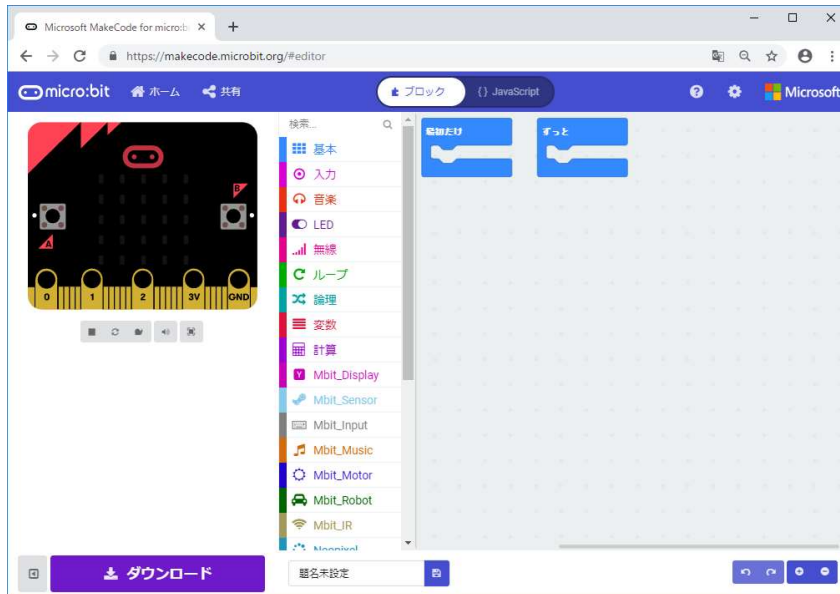 Microsoft MakeCode for micro:b
https://makecode.microbit.org/#editor
micro:bit ホーム 共有 ブロック {} JavaScript Microsoft
検索...
基本
入力
音楽
LED
無線
ループ
論理
変数
計算
Mbit_Display
Mbit_Sensor
Mbit_Input
Mbit_Music
Mbit_Motor
Mbit_Robot
Mbit_IR
Neopixel
最初だけ ずっと
B
A
0 1 2 3V GND
ダウンロード
題名未設定